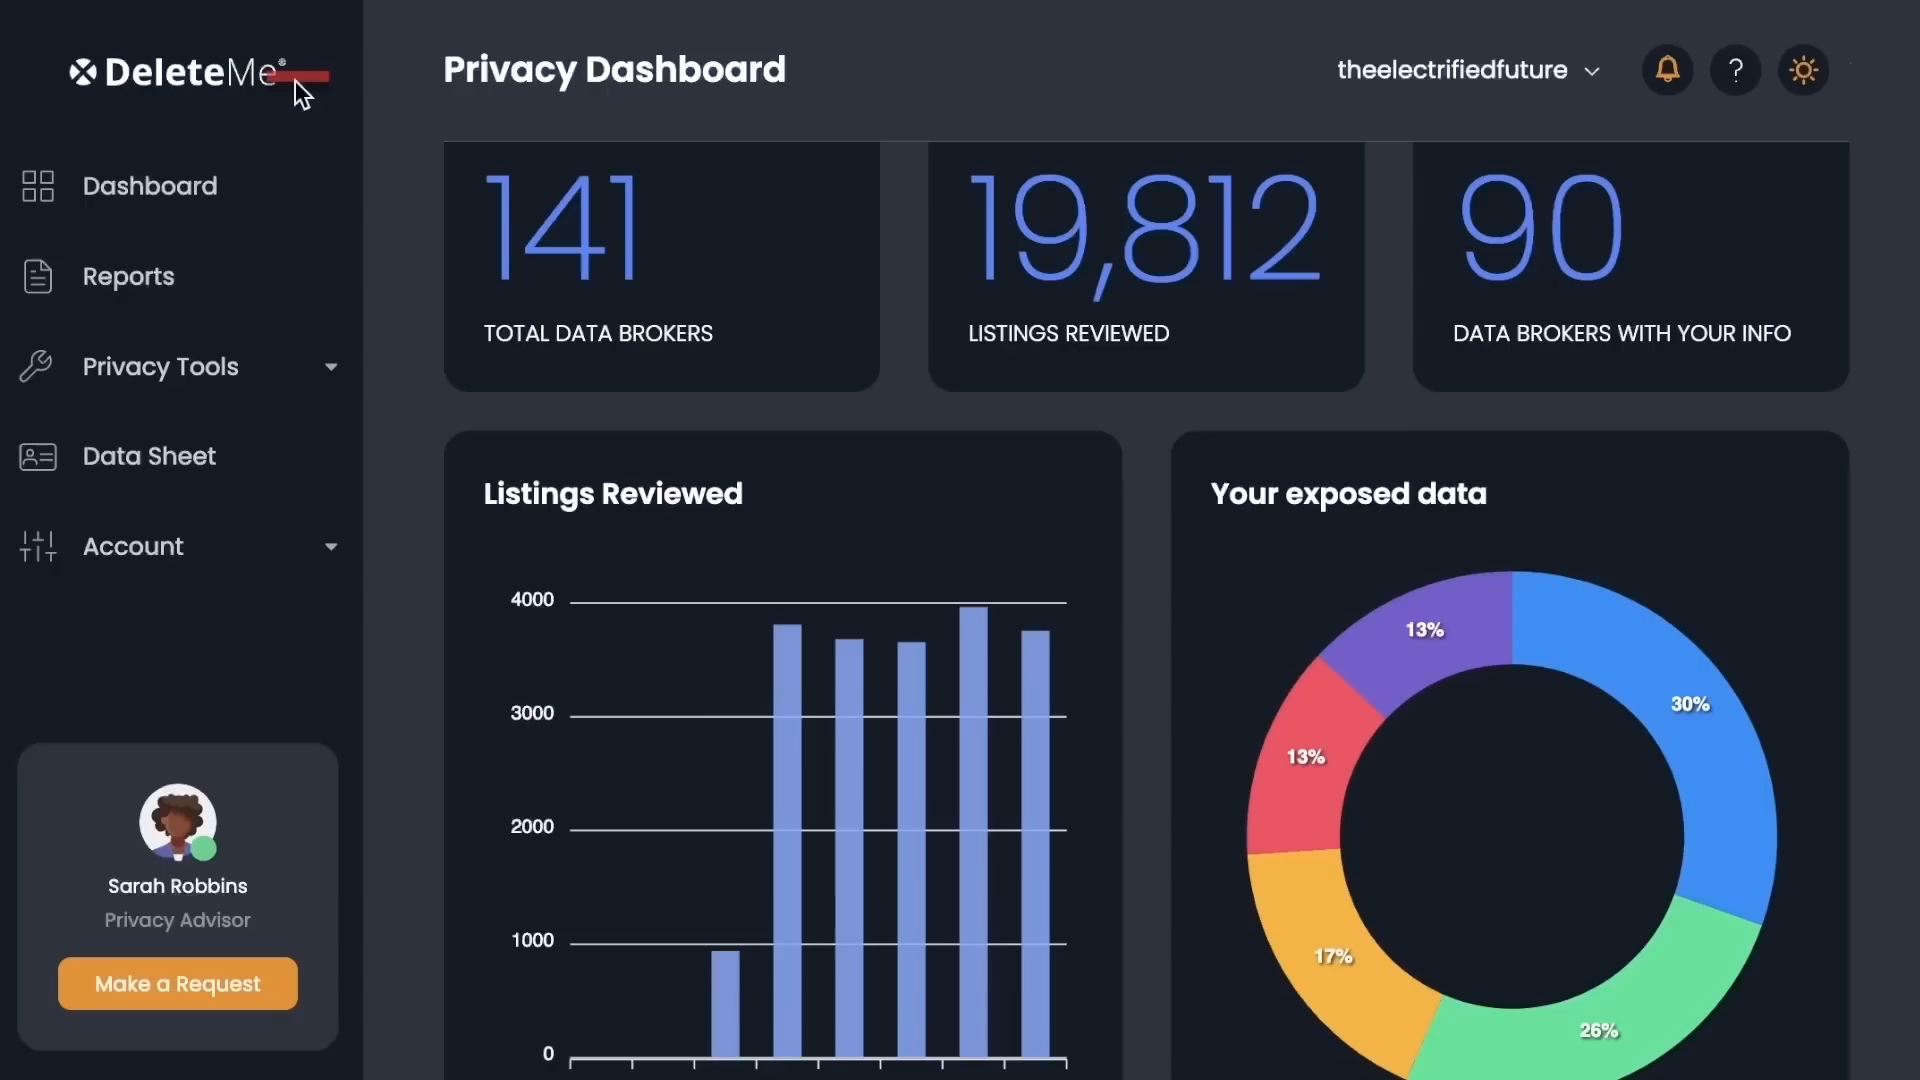 DeleteMe®
Privacy Dashboard
theelectrifiedfuture
?
Dashboard
Reports
Privacy Tools
Data Sheet
Account
Sarah Robbins
Privacy Advisor
Make a Request
141
TOTAL DATA BROKERS
19,812
LISTINGS REVIEWED
90
DATA BROKERS WITH YOUR INFO
Listings Reviewed
4000
3000
2000
1000
0
Your exposed data
13%
30%
13%
17%
26%